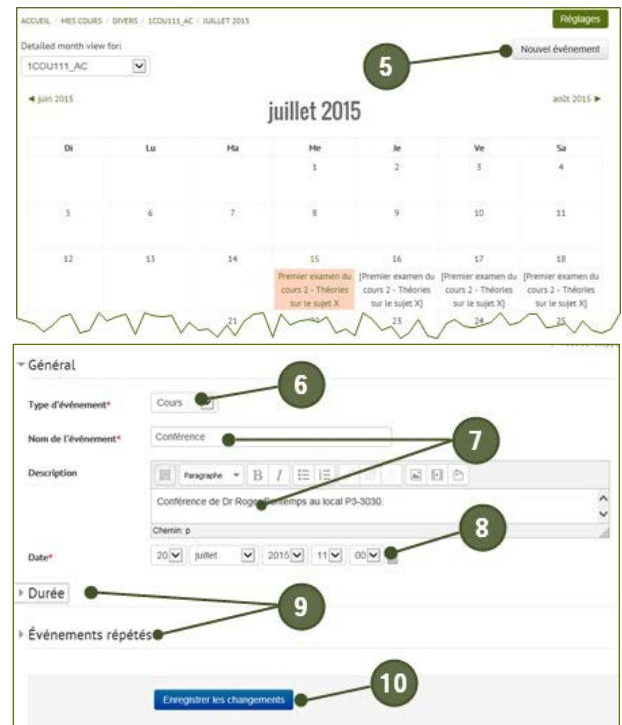 ACCUEIL / MES COURS / DIVERS / 1COU111_AC / JUILLET 2015
Réglages
Detailed month view for:
1COU111_AC
5
Nouvel événement
◄ juin 2015
juillet 2015
août 2015 ►
Di Lu Ma Me Je Ve Sa
1 2 3 4
5 6 7 8 9 10 11
12 13 14 15 16 17 18
Premier examen du [Premier examen du [Premier examen du [Premier examen du
cours 2 - Théories cours 2 - Théories cours 2 - Théories cours 2 - Théories
sur le sujet X sur le sujet X] sur le sujet X] sur le sujet X]
21 22 23 24 25
Général
6
Type d'événement* Cours
Nom de l'événement* Conférence
7
Description
Paragraphe B I
Conférence de Dr Roger au local P3-3030.
Chemin: p
8
Date* 20 juillet 2015 11 00
Durée
9
Événements répétés
10
Enregistrer les changements